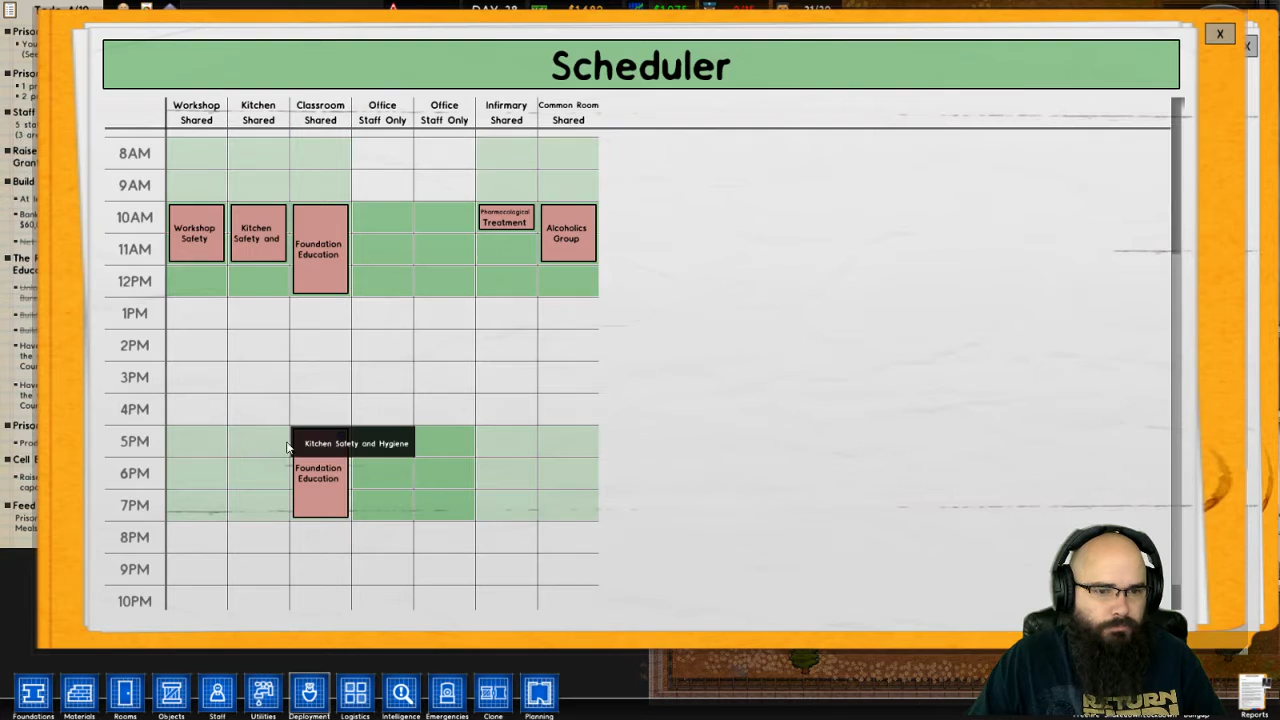 DAY 38
Scheduler
X
Workshop Kitchen Classroom Office Office Infirmary Common Room
Shared Shared Shared Staff Only Staff Only Shared Shared
8AM
9AM
10AM
11AM
12PM
1PM
2PM
3PM
4PM
5PM
6PM
7PM
8PM
9PM
10PM
Workshop
Safety
Kitchen
Safety and
Foundation
Education
Pharmacological
Treatment
Alcoholics
Group
Kitchen Safety and Hygiene
Foundation
Education
Foundations Materials Rooms Objects Staff Utilities Deployment Logistics Intelligence Emergencies Clone Planning
Reports
RETURN